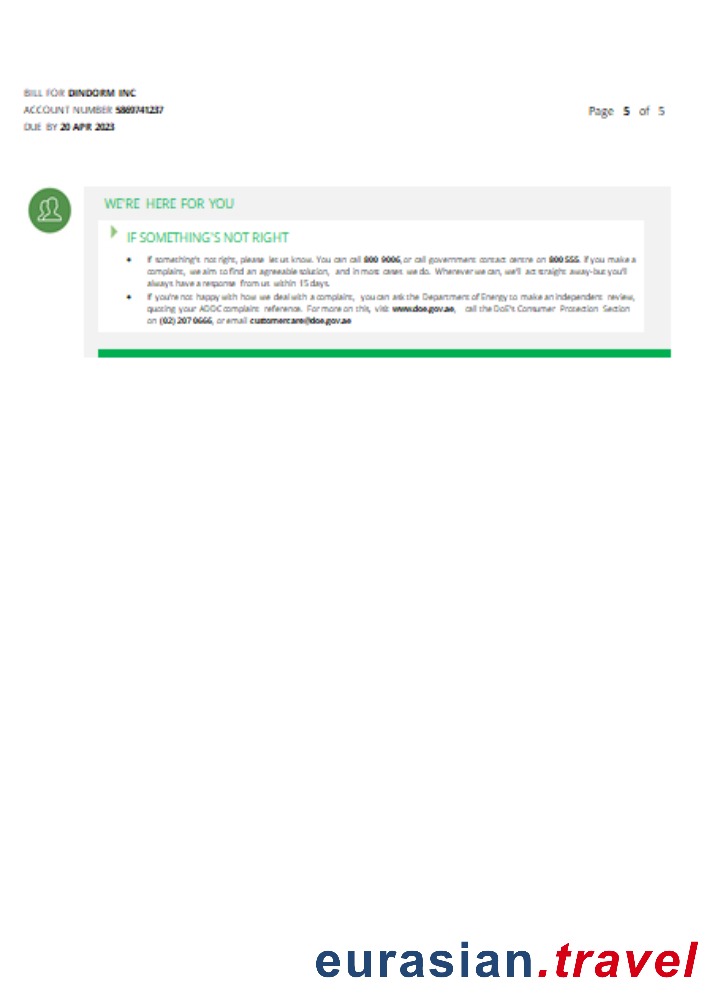 BILL FOR DINDORM INC
ACCOUNT NUMBER 5869741237
Page 5 of 5
DUE BY 20 APR 2023
WE'RE HERE FOR YOU
IF SOMETHING'S NOT RIGHT
• If something's not right, please let us know. You can call 800 9006, or call government contact centre on 800 555. If you make a
complaint, we aim to find an agreeable solution, and in most cases we do. Wherever we can, we'll act straight away-but you'll
always have a response from us within 15 days.
• If you're not happy with how we deal with a complaint, you can ask the Department of Energy to make an independent review,
quoting your ADDC complaint reference. For more on this, visit www.doe.gov.ae, call the DoE's Consumer Protection Section
on (02) 207 0666, or email customercare@doe.gov.ae
eurasian.travel